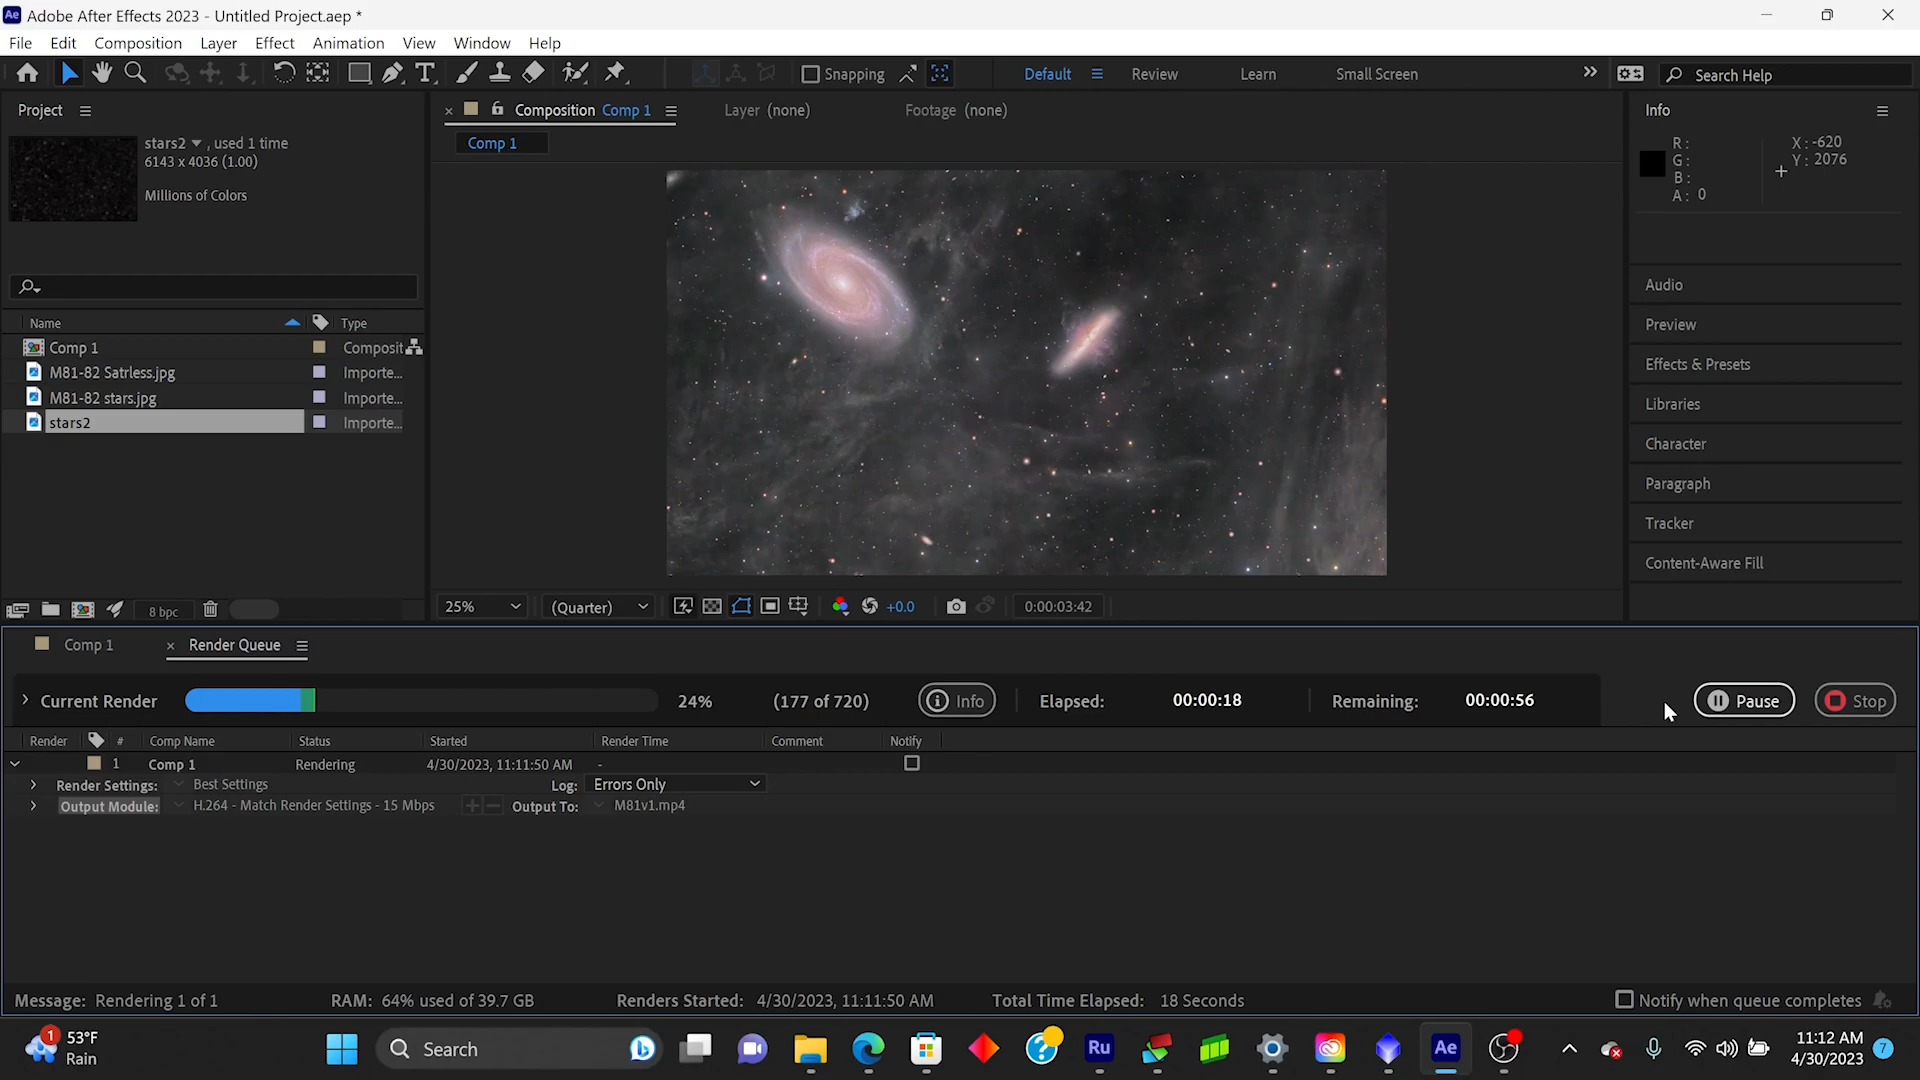 Ae Adobe After Effects 2023 - Untitled Project.aep *
File Edit Composition Layer Effect Animation View Window Help
Snapping Default Review Learn Small Screen Search Help
Project
stars2 , used 1 time
6143 x 4036 (1.00)
Millions of Colors
Name Type
Comp 1 Composit
M81-82 Satrless.jpg Importe...
M81-82 stars.jpg Importe...
stars2 Importe...
8 bpc
Composition Comp 1 Layer (none) Footage (none)
Comp 1
25% (Quarter) +0.0 0:00:03:42
Info
R:
G:
B:
A: 0
X: -620
Y: 2076
Audio
Preview
Effects & Presets
Libraries
Character
Paragraph
Tracker
Content-Aware Fill
Comp 1 Render Queue
Current Render 24% (177 of 720) Info Elapsed: 00:00:18 Remaining: 00:00:56 Pause Stop
Render # Comp Name Status Started Render Time Comment Notify
1 Comp 1 Rendering 4/30/2023, 11:11:50 AM -
Render Settings: Best Settings Log: Errors Only
Output Module: H.264 - Match Render Settings - 15 Mbps Output To: M81v1.mp4
Message: Rendering 1 of 1 RAM: 64% used of 39.7 GB Renders Started: 4/30/2023, 11:11:50 AM Total Time Elapsed: 18 Seconds Notify when queue completes
1 53°F
Rain
Search
Ru
Ae
11:12 AM
4/30/2023
7